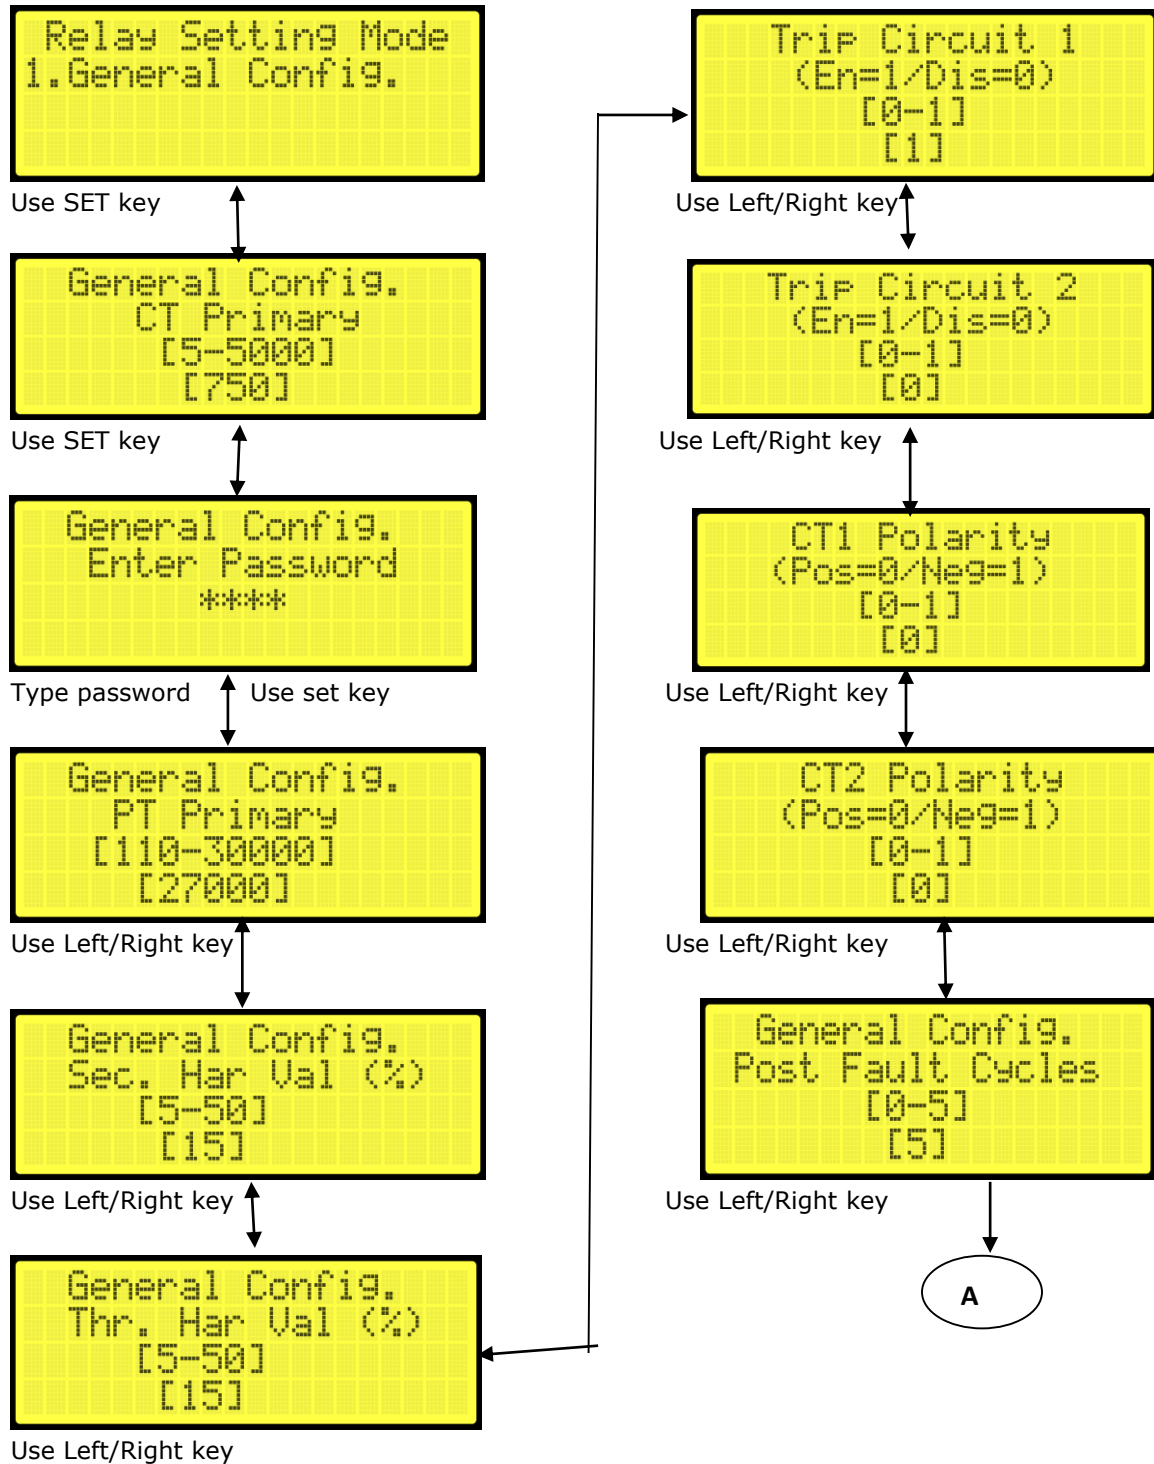 Relay Setting Mode
1.General Config.
Use SET key
General Config.
CT Primary
[5-5000]
[750]
Use SET key
General Config.
Enter Password
****
Type password Use set key
General Config.
PT Primary
[110-30000]
[27000]
Use Left/Right key
General Config.
Sec. Har Val (%)
[5-50]
[15]
Use Left/Right key
General Config.
Thr. Har Val (%)
[5-50]
[15]
Use Left/Right key
Trip Circuit 1
(En=1/Dis=0)
[0-1]
[1]
Use Left/Right key
Trip Circuit 2
(En=1/Dis=0)
[0-1]
[0]
Use Left/Right key
CT1 Polarity
(Pos=0/Neg=1)
[0-1]
[0]
Use Left/Right key
CT2 Polarity
(Pos=0/Neg=1)
[0-1]
[0]
Use Left/Right key
General Config.
Post Fault Cycles
[0-5]
[5]
Use Left/Right key
A